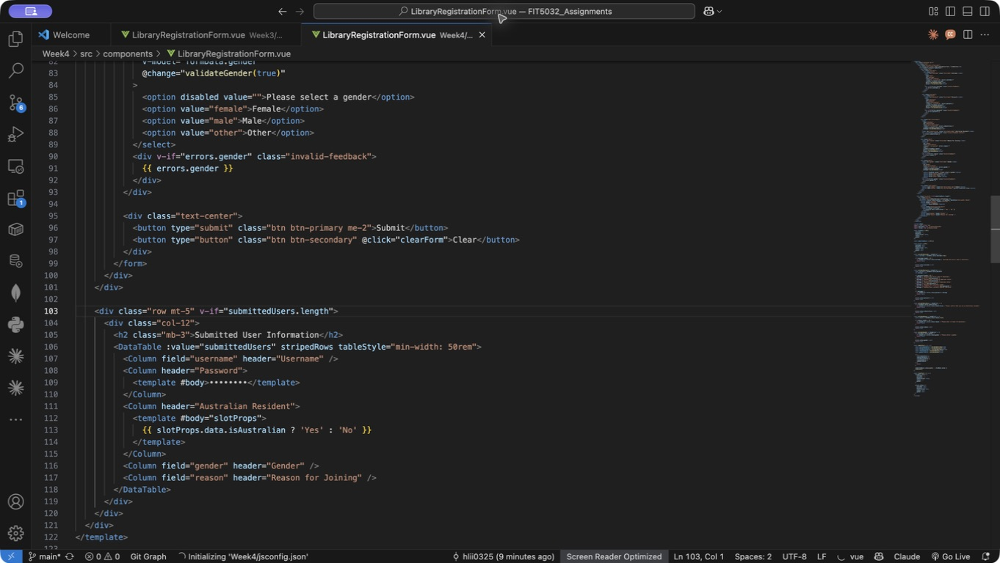 LibraryRegistrationForm.vue — FIT5032_Assignments
Welcome
LibraryRegistrationForm.vue Week3/...
LibraryRegistrationForm.vue Week4/...
Week4 > src > components > LibraryRegistrationForm.vue
82 v-model="formData.gender"
83 @change="validateGender(true)"
84 >
85 <option disabled value="">Please select a gender</option>
86 <option value="female">Female</option>
87 <option value="male">Male</option>
88 <option value="other">Other</option>
89 </select>
90 <div v-if="errors.gender" class="invalid-feedback">
91 {{ errors.gender }}
92 </div>
93 </div>
94
95 <div class="text-center">
96 <button type="submit" class="btn btn-primary me-2">Submit</button>
97 <button type="button" class="btn btn-secondary" @click="clearForm">Clear</button>
98 </div>
99 </form>
100 </div>
101 </div>
102
103 <div class="row mt-5" v-if="submittedUsers.length">
104 <div class="col-12">
105 <h2 class="mb-3">Submitted User Information</h2>
106 <DataTable :value="submittedUsers" stripedRows tableStyle="min-width: 50rem">
107 <Column field="username" header="Username" />
108 <Column header="Password">
109 <template #body>••••••••</template>
110 </Column>
111 <Column header="Australian Resident">
112 <template #body="slotProps">
113 {{ slotProps.data.isAustralian ? 'Yes' : 'No' }}
114 </template>
115 </Column>
116 <Column field="gender" header="Gender" />
117 <Column field="reason" header="Reason for Joining" />
118 </DataTable>
119 </div>
120 </div>
121 </div>
122 </template>
123
6
1
main* 0 0 Git Graph Initializing 'Week4/jsconfig.json' hlii0325 (9 minutes ago) Screen Reader Optimized Ln 103, Col 1 Spaces: 2 UTF-8 LF vue Claude Go Live